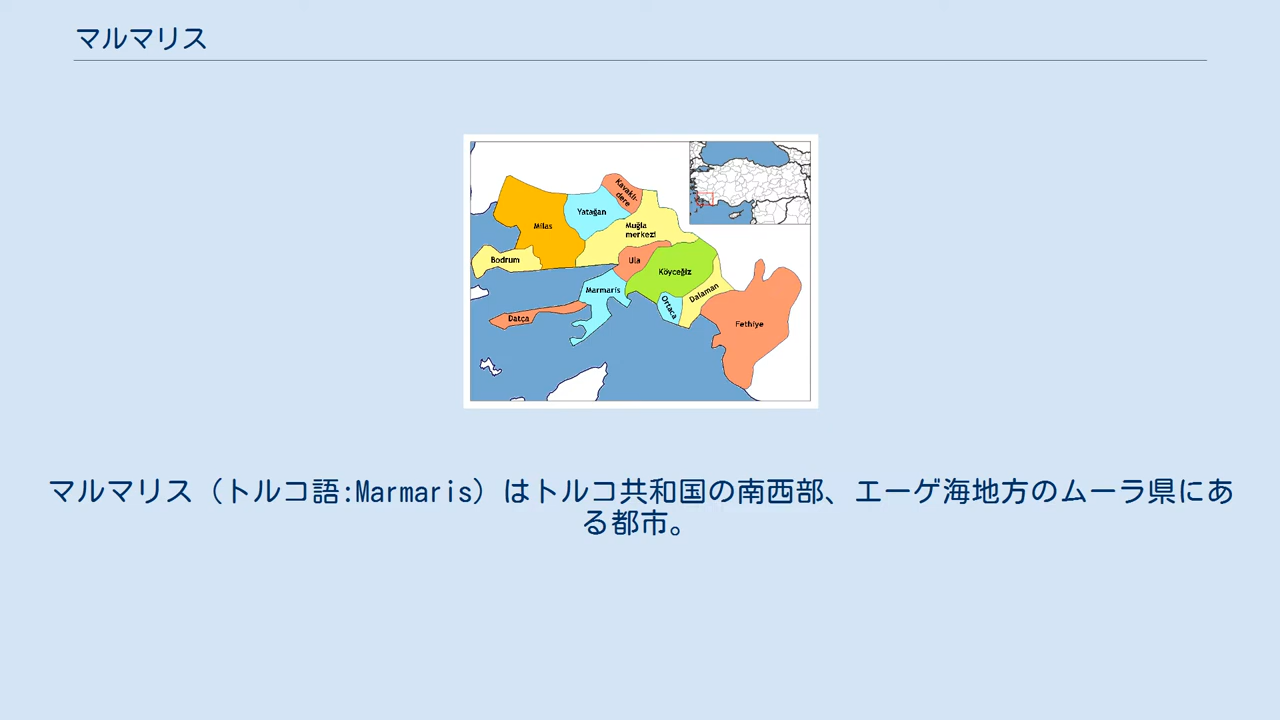 マルマリス
Kavaklı-
dere
Yatağan
Milas
Muğla
merkezi
Bodrum
Ula
Köyceğiz
Marmaris
Ortaca
Dalaman
Datça
Fethiye
マルマリス（トルコ語:Marmaris）はトルコ共和国の南西部、エーゲ海地方のムーラ県にあ
る都市。